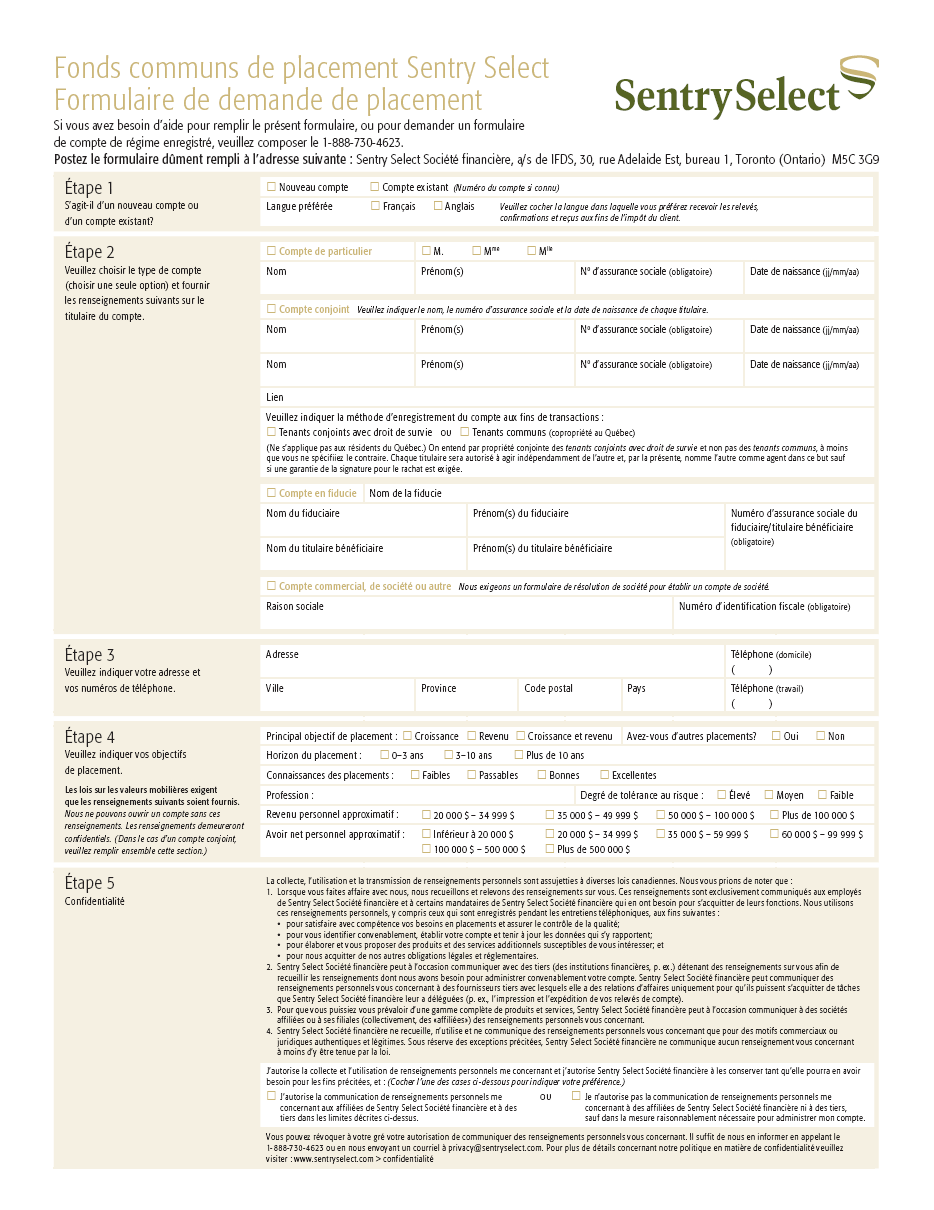 Fonds communs de placement Sentry Select
Formulaire de demande de placement
SentrySelect
Si vous avez besoin d'aide pour remplir le présent formulaire, ou pour demander un formulaire
de compte de régime enregistré, veuillez composer le 1-888-730-4623.
Postez le formulaire dûment rempli à l'adresse suivante : Sentry Select Société financière, a/s de IFDS, 30, rue Adelaide Est, bureau 1, Toronto (Ontario) M5C 3G9
Étape 1
S'agit-il d'un nouveau compte ou
d'un compte existant?
☐ Nouveau compte ☐ Compte existant (Numéro du compte si connu)
Langue préférée ☐ Français ☐ Anglais Veuillez cocher la langue dans laquelle vous préférez recevoir les relevés,
confirmations et reçus aux fins de l'impôt du client.
Étape 2
Veuillez choisir le type de compte
(choisir une seule option) et fournir
les renseignements suivants sur le
titulaire du compte.
☐ Compte de particulier ☐ M. ☐ Mme ☐ Mlle
Nom Prénom(s) Nº d'assurance sociale (obligatoire) Date de naissance (jj/mm/aa)
☐ Compte conjoint Veuillez indiquer le nom, le numéro d'assurance sociale et la date de naissance de chaque titulaire.
Nom Prénom(s) Nº d'assurance sociale (obligatoire) Date de naissance (jj/mm/aa)
Nom Prénom(s) Nº d'assurance sociale (obligatoire) Date de naissance (jj/mm/aa)
Lien
Veuillez indiquer la méthode d'enregistrement du compte aux fins de transactions :
☐ Tenants conjoints avec droit de survie OU ☐ Tenants communs (copropriété au Québec)
(Ne s'applique pas aux résidents du Québec.) On entend par propriété conjointe des tenants conjoints avec droit de survie et non pas des tenants communs, à moins
que vous ne spécifiiez le contraire. Chaque titulaire sera autorisé à agir indépendamment de l'autre et, par la présente, nomme l'autre comme agent dans ce but sauf
si une garantie de la signature pour le rachat est exigée.
☐ Compte en fiducie Nom de la fiducie
Nom du fiduciaire Prénom(s) du fiduciaire Numéro d'assurance sociale du
fiduciaire/titulaire bénéficiaire
(obligatoire)
Nom du titulaire bénéficiaire Prénom(s) du titulaire bénéficiaire
☐ Compte commercial, de société ou autre Nous exigeons un formulaire de résolution de société pour établir un compte de société.
Raison sociale Numéro d'identification fiscale (obligatoire)
Étape 3
Veuillez indiquer votre adresse et
vos numéros de téléphone.
Adresse Téléphone (domicile)
( )
Ville Province Code postal Pays Téléphone (travail)
( )
Étape 4
Veuillez indiquer vos objectifs
de placement.
Les lois sur les valeurs mobilières exigent
que les renseignements suivants soient fournis.
Nous ne pouvons ouvrir un compte sans ces
renseignements. Les renseignements demeureront
confidentiels. (Dans le cas d'un compte conjoint,
veuillez remplir ensemble cette section.)
Principal objectif de placement : ☐ Croissance ☐ Revenu ☐ Croissance et revenu Avez-vous d'autres placements? ☐ Oui ☐ Non
Horizon du placement : ☐ 0–3 ans ☐ 3–10 ans ☐ Plus de 10 ans
Connaissances des placements : ☐ Faibles ☐ Passables ☐ Bonnes ☐ Excellentes
Profession : Degré de tolérance au risque : ☐ Élevé ☐ Moyen ☐ Faible
Revenu personnel approximatif : ☐ 20 000 $ – 34 999 $ ☐ 35 000 $ – 49 999 $ ☐ 50 000 $ – 100 000 $ ☐ Plus de 100 000 $
Avoir net personnel approximatif : ☐ Inférieur à 20 000 $ ☐ 20 000 $ – 34 999 $ ☐ 35 000 $ – 59 999 $ ☐ 60 000 $ – 99 999 $
☐ 100 000 $ – 500 000 $ ☐ Plus de 500 000 $
Étape 5
Confidentialité
La collecte, l'utilisation et la transmission de renseignements personnels sont assujetties à diverses lois canadiennes. Nous vous prions de noter que :
1. Lorsque vous faites affaire avec nous, nous recueillons et relevons des renseignements sur vous. Ces renseignements sont exclusivement communiqués aux employés
de Sentry Select Société financière et à certains mandataires de Sentry Select Société financière qui en ont besoin pour s'acquitter de leurs fonctions. Nous utilisons
ces renseignements personnels, y compris ceux qui sont enregistrés pendant les entretiens téléphoniques, aux fins suivantes :
• pour satisfaire avec compétence vos besoins en placements et assurer le contrôle de la qualité;
• pour vous identifier convenablement, établir votre compte et tenir à jour les données qui s'y rapportent;
• pour élaborer et vous proposer des produits et des services additionnels susceptibles de vous intéresser; et
• pour nous acquitter de nos autres obligations légales et réglementaires.
2. Sentry Select Société financière peut à l'occasion communiquer avec des tiers (des institutions financières, p. ex.) détenant des renseignements sur vous afin de
recueillir les renseignements dont nous avons besoin pour administrer convenablement votre compte. Sentry Select Société financière peut communiquer des
renseignements personnels vous concernant à des fournisseurs tiers avec lesquels elle a des relations d'affaires uniquement pour qu'ils puissent s'acquitter de tâches
que Sentry Select Société financière leur a déléguées (p. ex., l'impression et l'expédition de vos relevés de compte).
3. Pour que vous puissiez vous prévaloir d'une gamme complète de produits et services, Sentry Select Société financière peut à l'occasion communiquer à des sociétés
affiliées ou à ses filiales (collectivement, des «affiliées») des renseignements personnels vous concernant.
4. Sentry Select Société financière ne recueille, n'utilise et ne communique des renseignements personnels vous concernant que pour des motifs commerciaux ou
juridiques authentiques et légitimes. Sous réserve des exceptions précitées, Sentry Select Société financière ne communique aucun renseignement vous concernant
à moins d'y être tenue par la loi.
J'autorise la collecte et l'utilisation de renseignements personnels me concernant et j'autorise Sentry Select Société financière à les conserver tant qu'elle pourra en avoir
besoin pour les fins précitées, et : (Cocher l'une des cases ci-dessous pour indiquer votre préférence.)
☐ J'autorise la communication de renseignements personnels me
concernant aux affiliées de Sentry Select Société financière et à des
tiers dans les limites décrites ci-dessus.
OU
☐ Je n'autorise pas la communication de renseignements personnels me
concernant à des affiliées de Sentry Select Société financière ni à des tiers,
sauf dans la mesure raisonnablement nécessaire pour administrer mon compte.
Vous pouvez révoquer à votre gré votre autorisation de communiquer des renseignements personnels vous concernant. Il suffit de nous en informer en appelant le
1-888-730-4623 ou en nous envoyant un courriel à privacy@sentryselect.com. Pour plus de détails concernant notre politique en matière de confidentialité veuillez
visiter : www.sentryselect.com > confidentialité